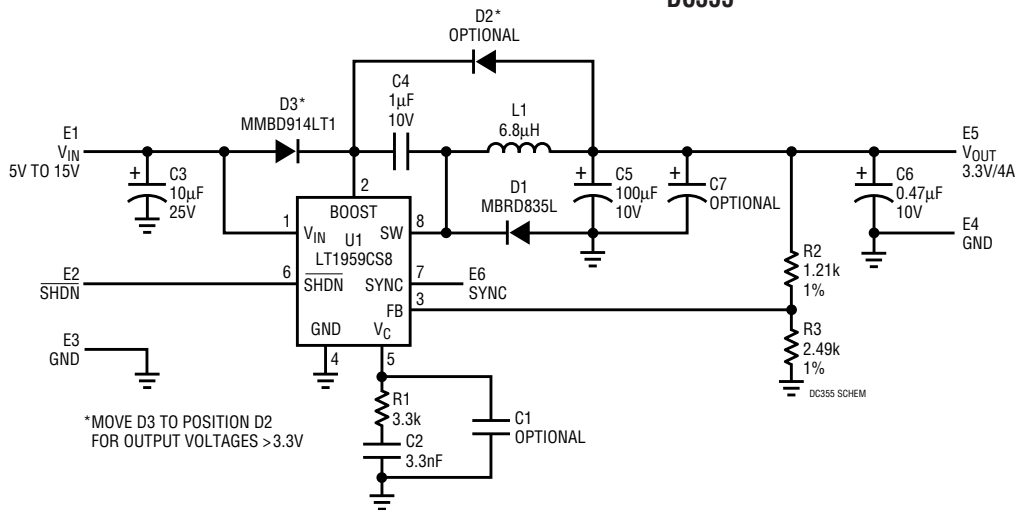 DC355
D2*
OPTIONAL
C4
1µF
10V
D3*
MMBD914LT1
L1
6.8µH
E1
VIN
5V TO 15V
+
C3
10µF
25V
2
BOOST
1
VIN
U1
SW
8
LT1959CS8
D1
MBRD835L
+
C5
100µF
10V
+
C7
OPTIONAL
+
C6
0.47µF
10V
E5
VOUT
3.3V/4A
E4
GND
E2
SHDN
6
SHDN
SYNC
7
E6
SYNC
FB
3
R2
1.21k
1%
E3
GND
GND
VC
4
5
R3
2.49k
1%
DC355 SCHEM
R1
3.3k
C2
3.3nF
C1
OPTIONAL
*MOVE D3 TO POSITION D2
FOR OUTPUT VOLTAGES >3.3V